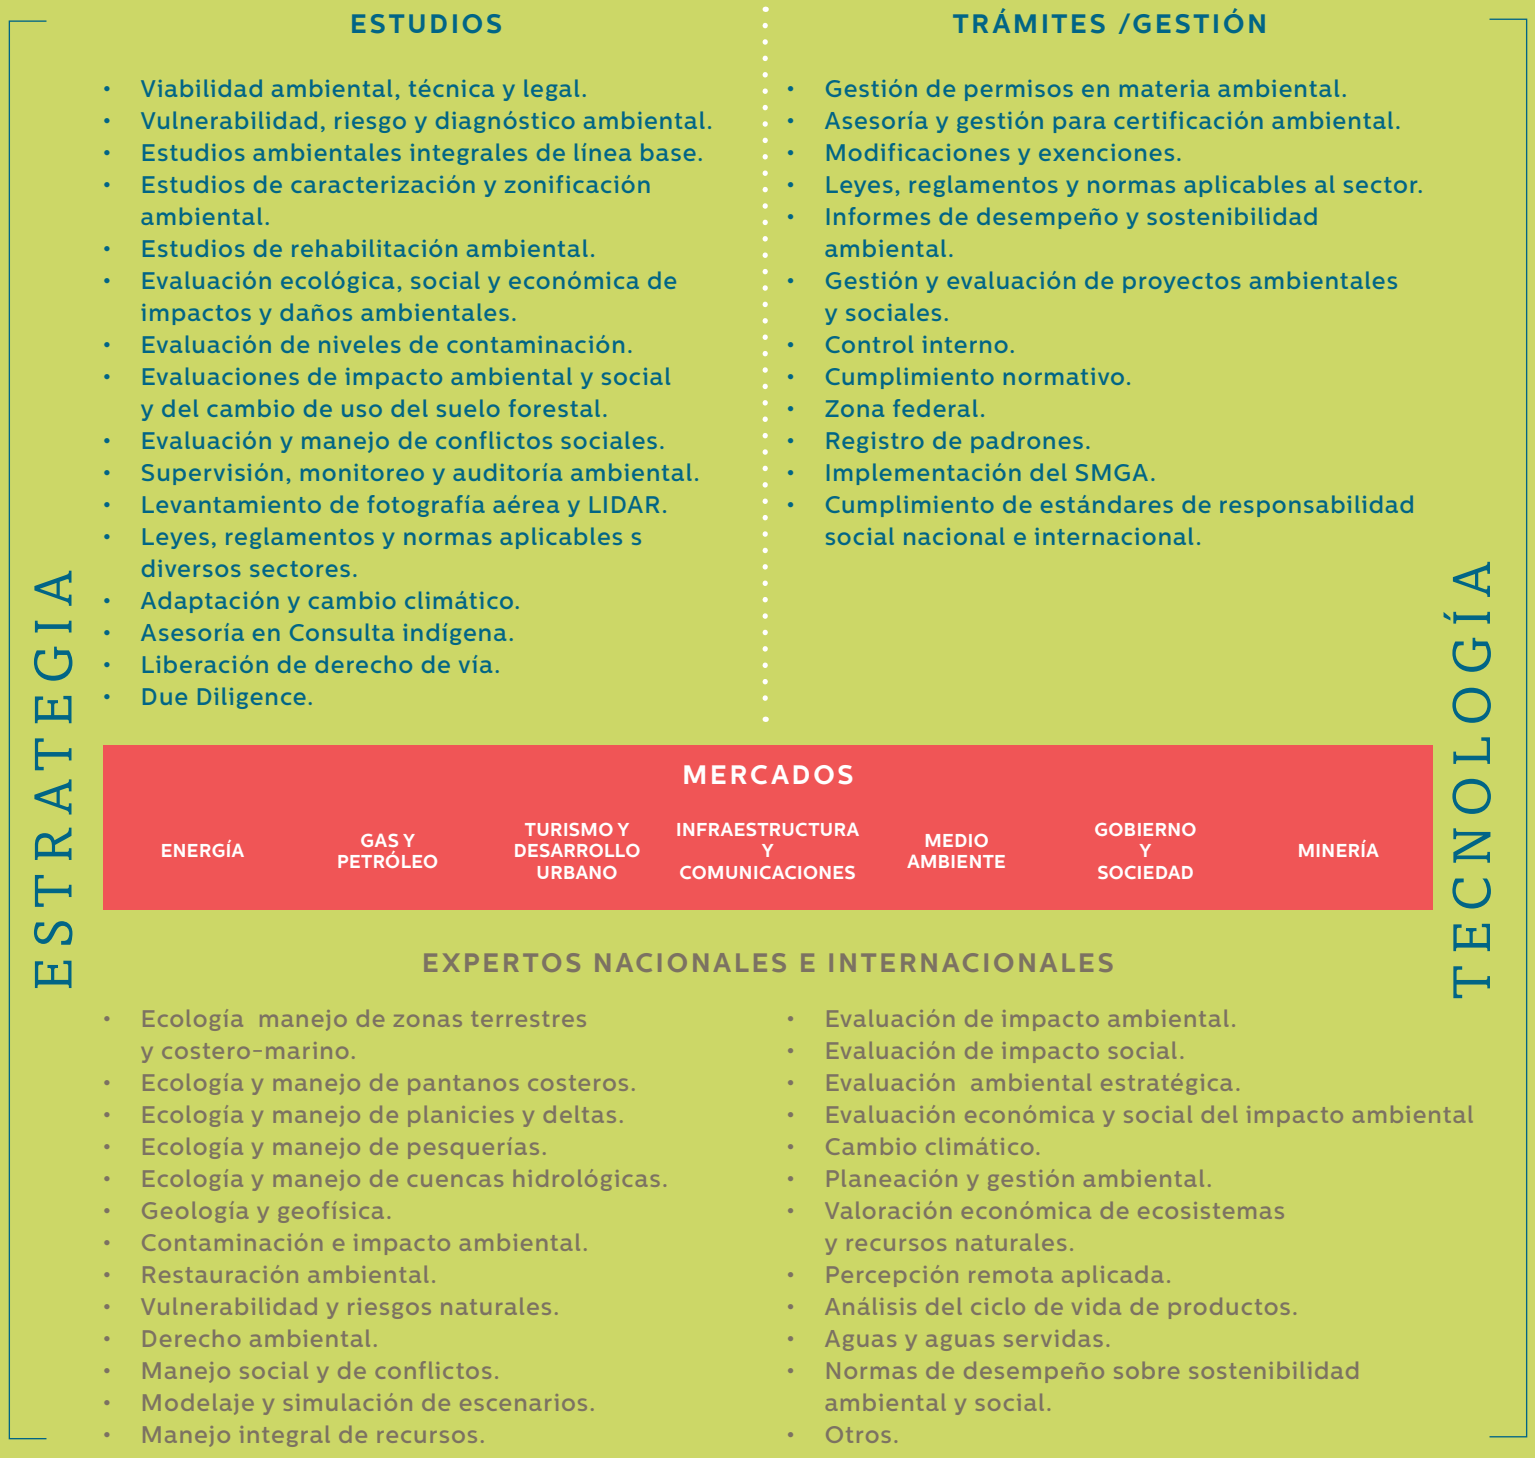 ESTUDIOS
• Viabilidad ambiental, técnica y legal.
• Vulnerabilidad, riesgo y diagnóstico ambiental.
• Estudios ambientales integrales de línea base.
• Estudios de caracterización y zonificación
ambiental.
• Estudios de rehabilitación ambiental.
• Evaluación ecológica, social y económica de
impactos y daños ambientales.
• Evaluación de niveles de contaminación.
• Evaluaciones de impacto ambiental y social
y del cambio de uso del suelo forestal.
• Evaluación y manejo de conflictos sociales.
• Supervisión, monitoreo y auditoría ambiental.
• Levantamiento de fotografía aérea y LIDAR.
• Leyes, reglamentos y normas aplicables s
diversos sectores.
• Adaptación y cambio climático.
• Asesoría en Consulta indígena.
• Liberación de derecho de vía.
• Due Diligence.
TRÁMITES /GESTIÓN
• Gestión de permisos en materia ambiental.
• Asesoría y gestión para certificación ambiental.
• Modificaciones y exenciones.
• Leyes, reglamentos y normas aplicables al sector.
• Informes de desempeño y sostenibilidad
ambiental.
• Gestión y evaluación de proyectos ambientales
y sociales.
• Control interno.
• Cumplimiento normativo.
• Zona federal.
• Registro de padrones.
• Implementación del SMGA.
• Cumplimiento de estándares de responsabilidad
social nacional e internacional.
ESTRATEGIA
TECNOLOGÍA
MERCADOS
ENERGÍA
GAS Y
PETRÓLEO
TURISMO Y
DESARROLLO
URBANO
INFRAESTRUCTURA
Y
COMUNICACIONES
MEDIO
AMBIENTE
GOBIERNO
Y
SOCIEDAD
MINERÍA
EXPERTOS NACIONALES E INTERNACIONALES
• Ecología manejo de zonas terrestres
y costero-marino.
• Ecología y manejo de pantanos costeros.
• Ecología y manejo de planicies y deltas.
• Ecología y manejo de pesquerías.
• Ecología y manejo de cuencas hidrológicas.
• Geología y geofísica.
• Contaminación e impacto ambiental.
• Restauración ambiental.
• Vulnerabilidad y riesgos naturales.
• Derecho ambiental.
• Manejo social y de conflictos.
• Modelaje y simulación de escenarios.
• Manejo integral de recursos.
• Evaluación de impacto ambiental.
• Evaluación de impacto social.
• Evaluación ambiental estratégica.
• Evaluación económica y social del impacto ambiental
• Cambio climático.
• Planeación y gestión ambiental.
• Valoración económica de ecosistemas
y recursos naturales.
• Percepción remota aplicada.
• Análisis del ciclo de vida de productos.
• Aguas y aguas servidas.
• Normas de desempeño sobre sostenibilidad
ambiental y social.
• Otros.